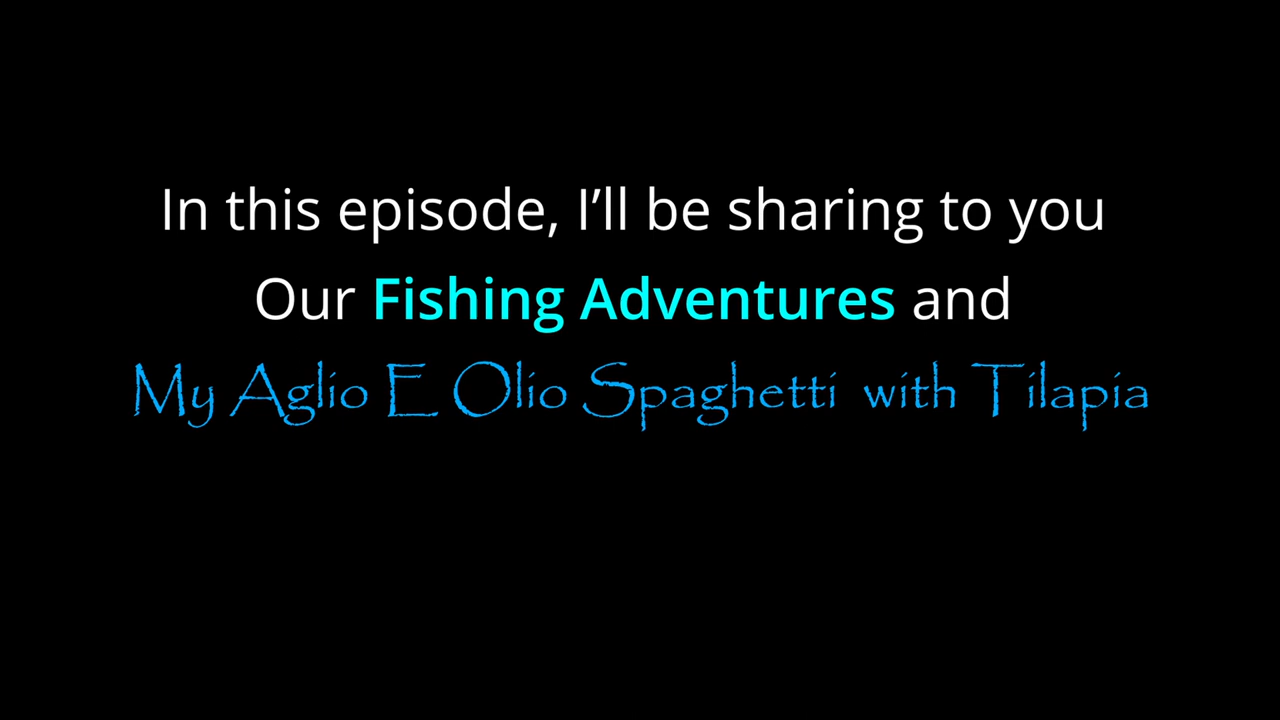 In this episode, I’ll be sharing to you
Our Fishing Adventures and
My Aglio E Olio Spaghetti with Tilapia